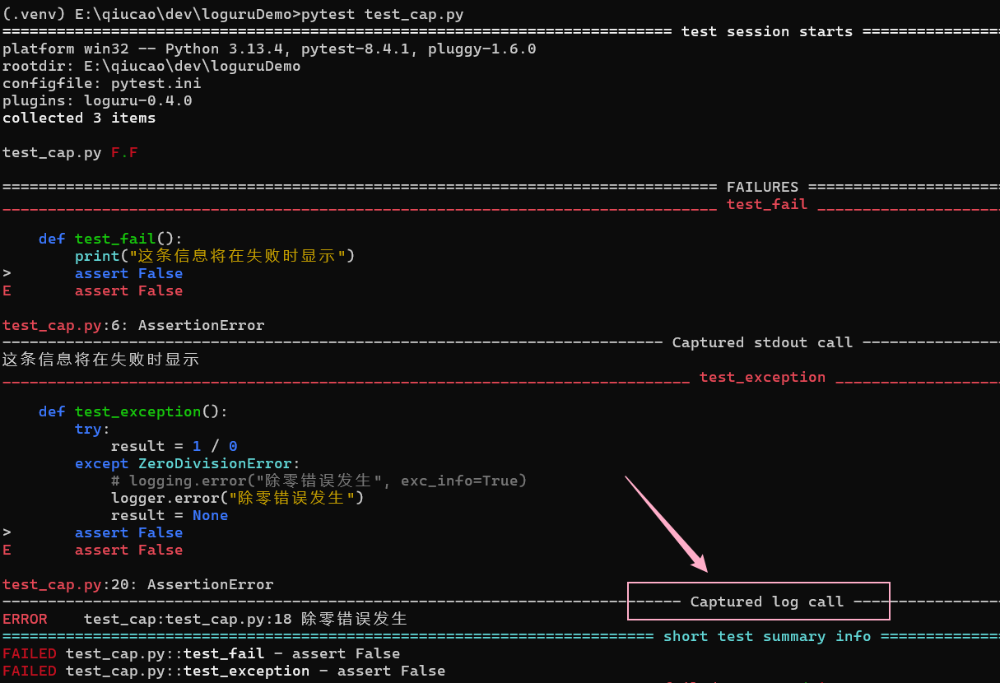 (.venv) E:\qiucao\dev\loguruDemo>pytest test_cap.py
========================================================================== test session starts ===============
platform win32 -- Python 3.13.4, pytest-8.4.1, pluggy-1.6.0
rootdir: E:\qiucao\dev\loguruDemo
configfile: pytest.ini
plugins: loguru-0.4.0
collected 3 items
test_cap.py F.F
=============================================================================== FAILURES =====================
_______________________________________________________________________________ test_fail ____________________
    def test_fail():
        print("这条信息将在失败时显示")
>       assert False
E       assert False
test_cap.py:6: AssertionError
------------------------------------------------------------------------- Captured stdout call ---------------
这条信息将在失败时显示
____________________________________________________________________________ test_exception __________________
    def test_exception():
        try:
            result = 1 / 0
        except ZeroDivisionError:
            # logging.error("除零错误发生", exc_info=True)
            logger.error("除零错误发生")
            result = None
>       assert False
E       assert False
test_cap.py:20: AssertionError
--------------------------------------------------------------------------- Captured log call ----------------
ERROR    test_cap:test_cap.py:18 除零错误发生
======================================================================== short test summary info =============
FAILED test_cap.py::test_fail - assert False
FAILED test_cap.py::test_exception - assert False